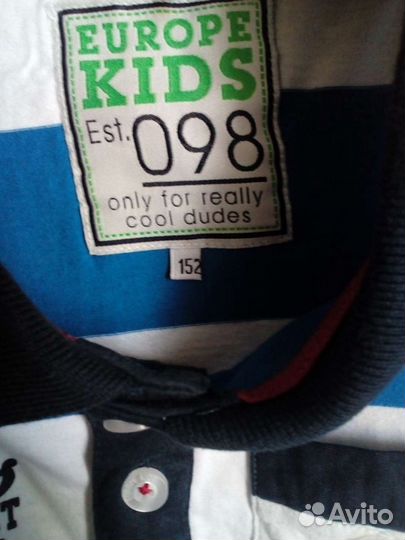 EUROPE
KIDS
Est. 098
only for really
cool dudes
152
Avito